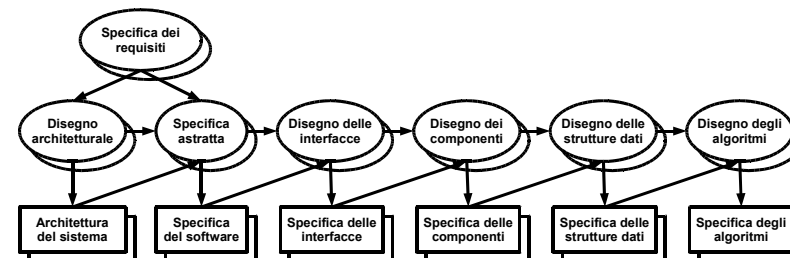 Specifica dei
requisiti
Disegno
architetturale
Specifica
astratta
Disegno delle
interfacce
Disegno dei
componenti
Disegno delle
strutture dati
Disegno degli
algoritmi
Architettura
del sistema
Specifica
del software
Specifica delle
interfacce
Specifica delle
componenti
Specifica delle
strutture dati
Specifica degli
algoritmi